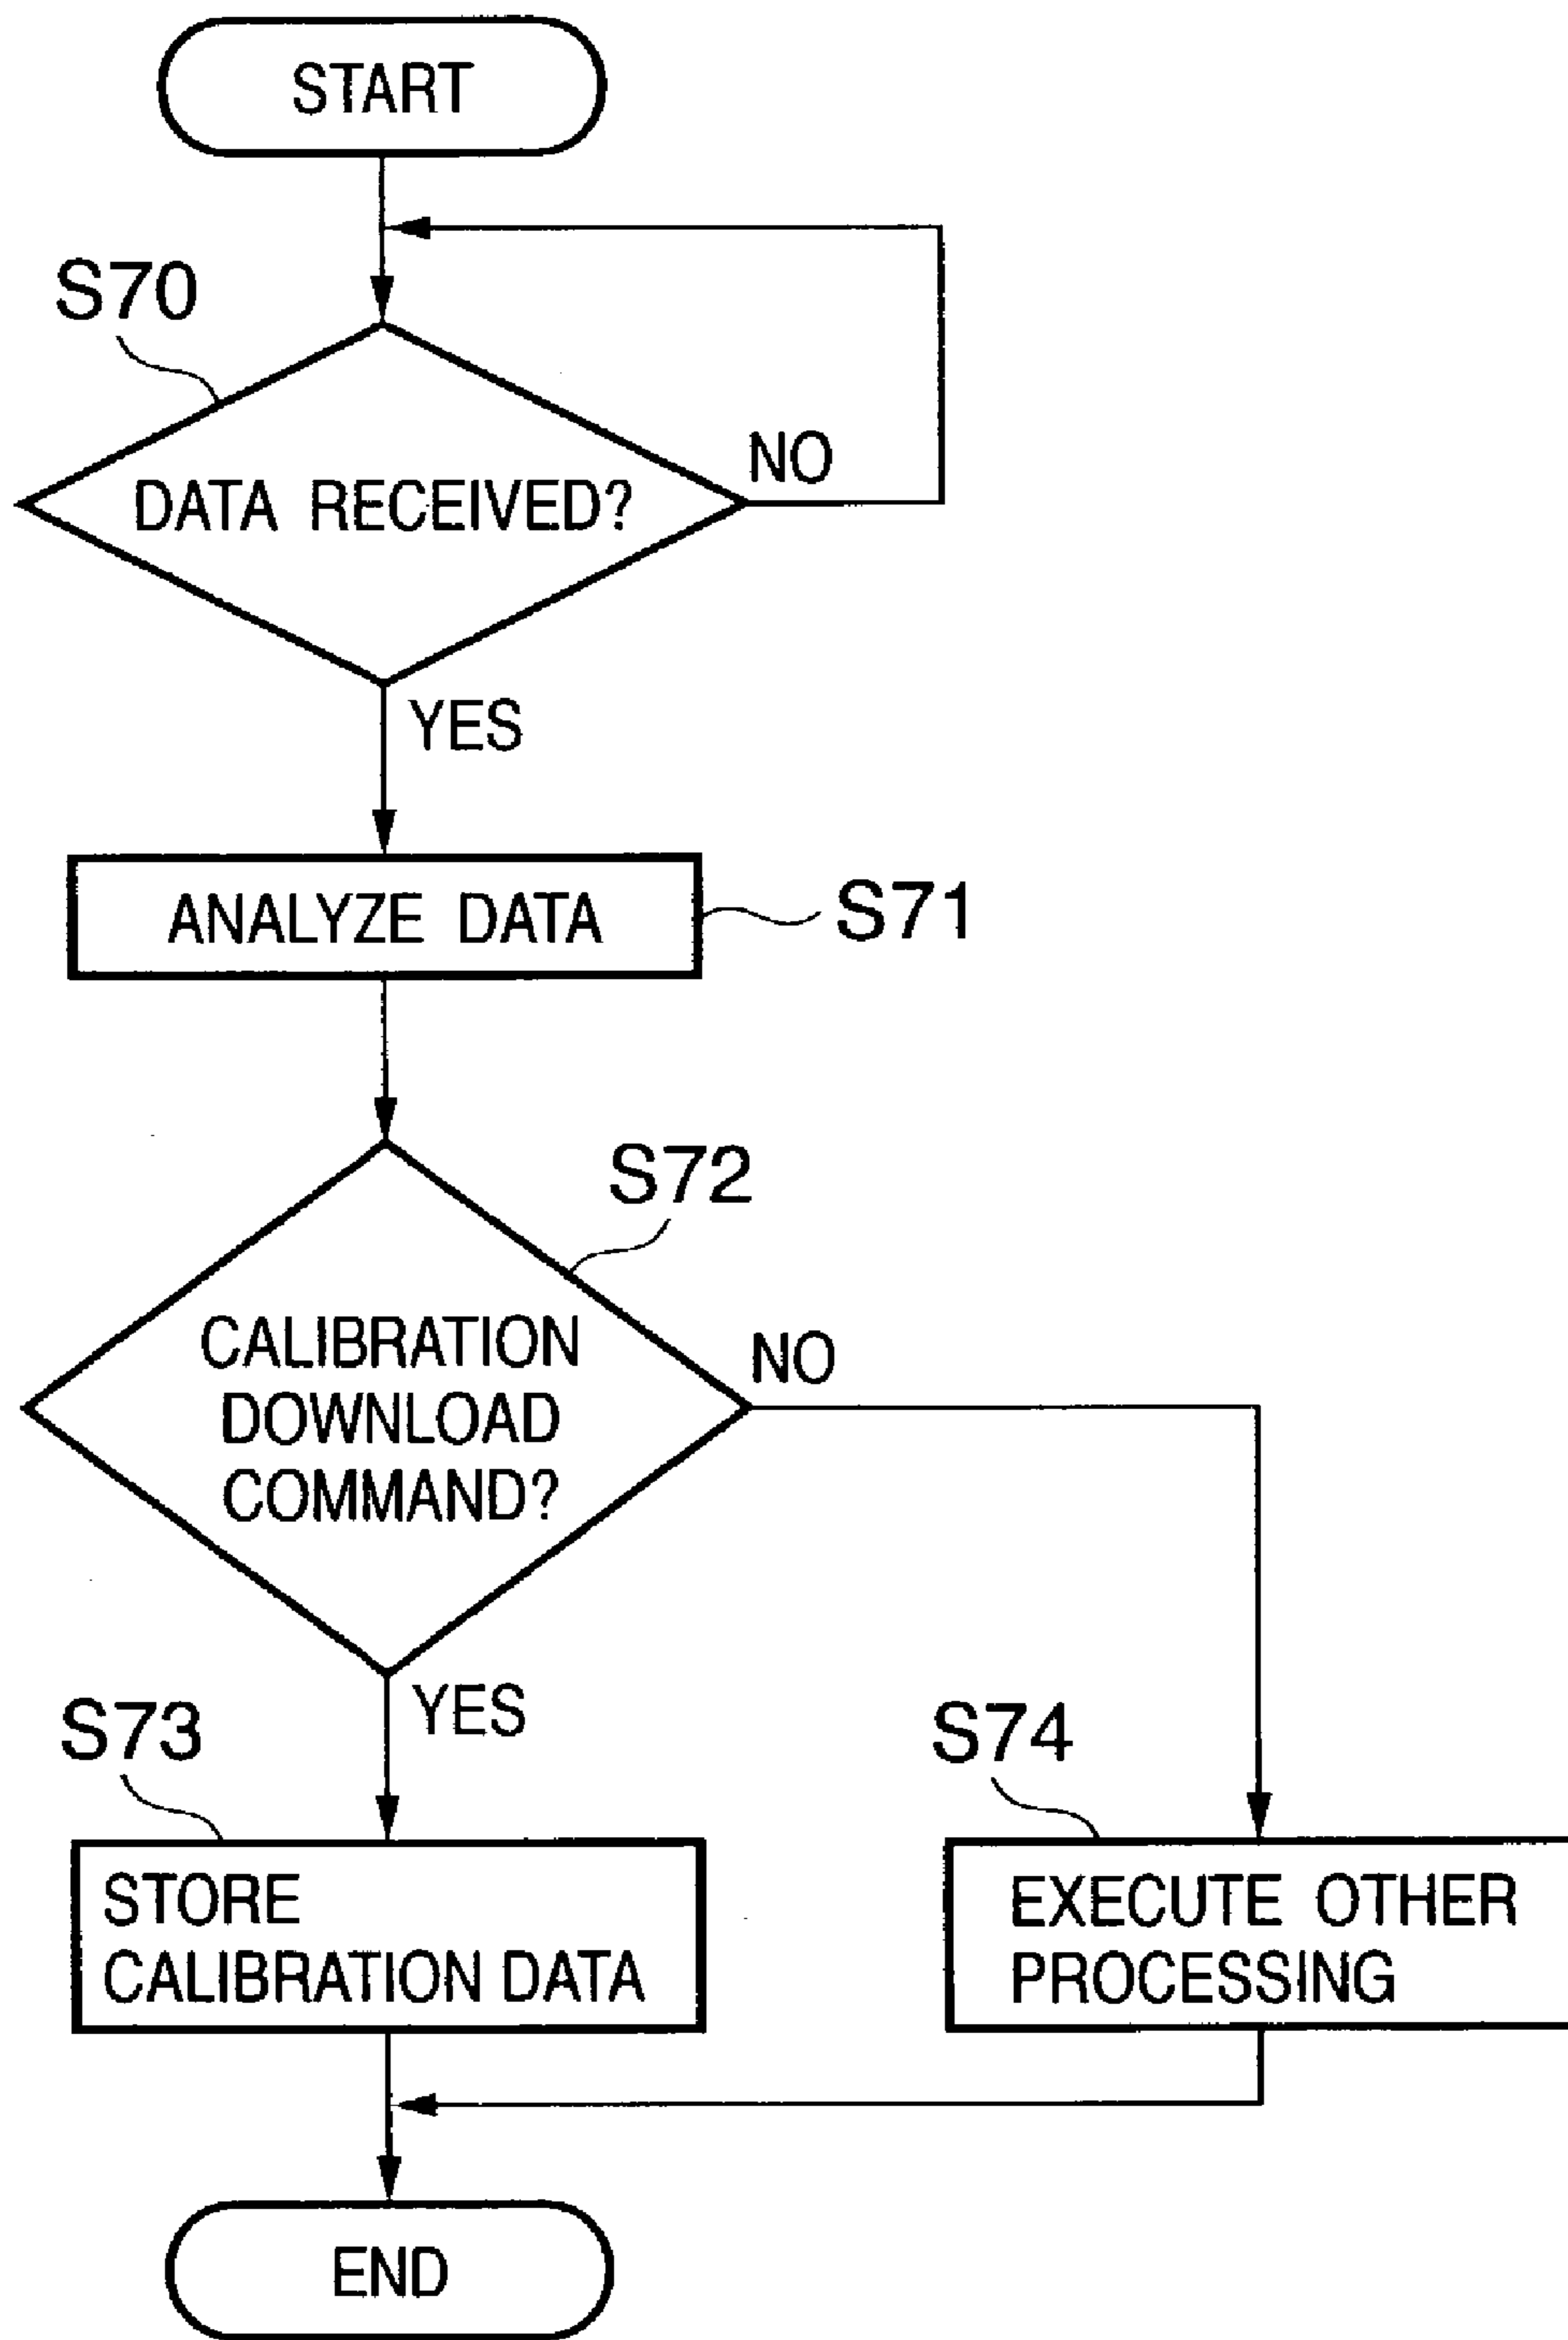 START
S70
NO
DATA RECEIVED?
YES
ANALYZE DATA
S71
S72
CALIBRATION
DOWNLOAD
COMMAND?
NO
YES
S73
S74
STORE
CALIBRATION DATA
EXECUTE OTHER
PROCESSING
END